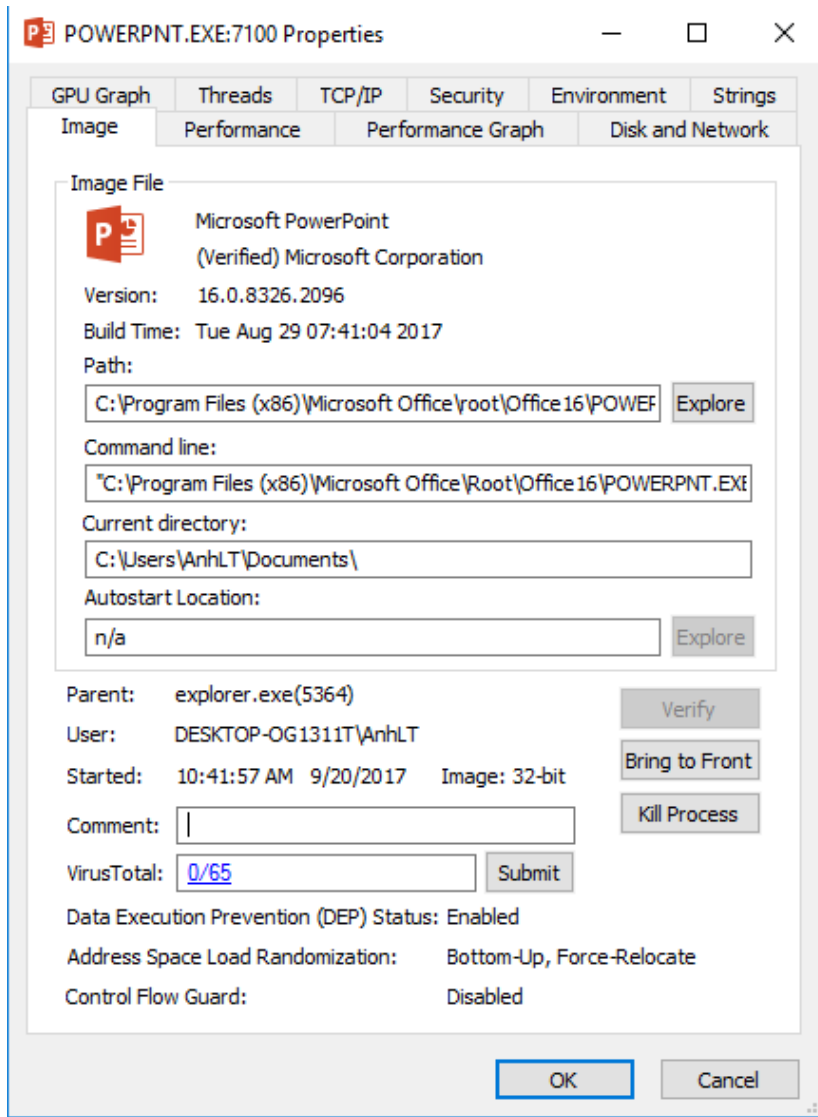 POWERPNT.EXE:7100 Properties
GPU Graph Threads TCP/IP Security Environment Strings
Image Performance Performance Graph Disk and Network
Image File
Microsoft PowerPoint
(Verified) Microsoft Corporation
Version: 16.0.8326.2096
Build Time: Tue Aug 29 07:41:04 2017
Path:
C:\Program Files (x86)\Microsoft Office\root\Office16\POWER Explore
Command line:
"C:\Program Files (x86)\Microsoft Office\Root\Office16\POWERPNT.EXE
Current directory:
C:\Users\AnhLT\Documents\
Autostart Location:
n/a Explore
Parent: explorer.exe(5364)
Verify
User: DESKTOP-OG1311T\AnhLT
Bring to Front
Started: 10:41:57 AM 9/20/2017 Image: 32-bit
Kill Process
Comment:
VirusTotal: 0/65 Submit
Data Execution Prevention (DEP) Status: Enabled
Address Space Load Randomization: Bottom-Up, Force-Relocate
Control Flow Guard: Disabled
OK Cancel